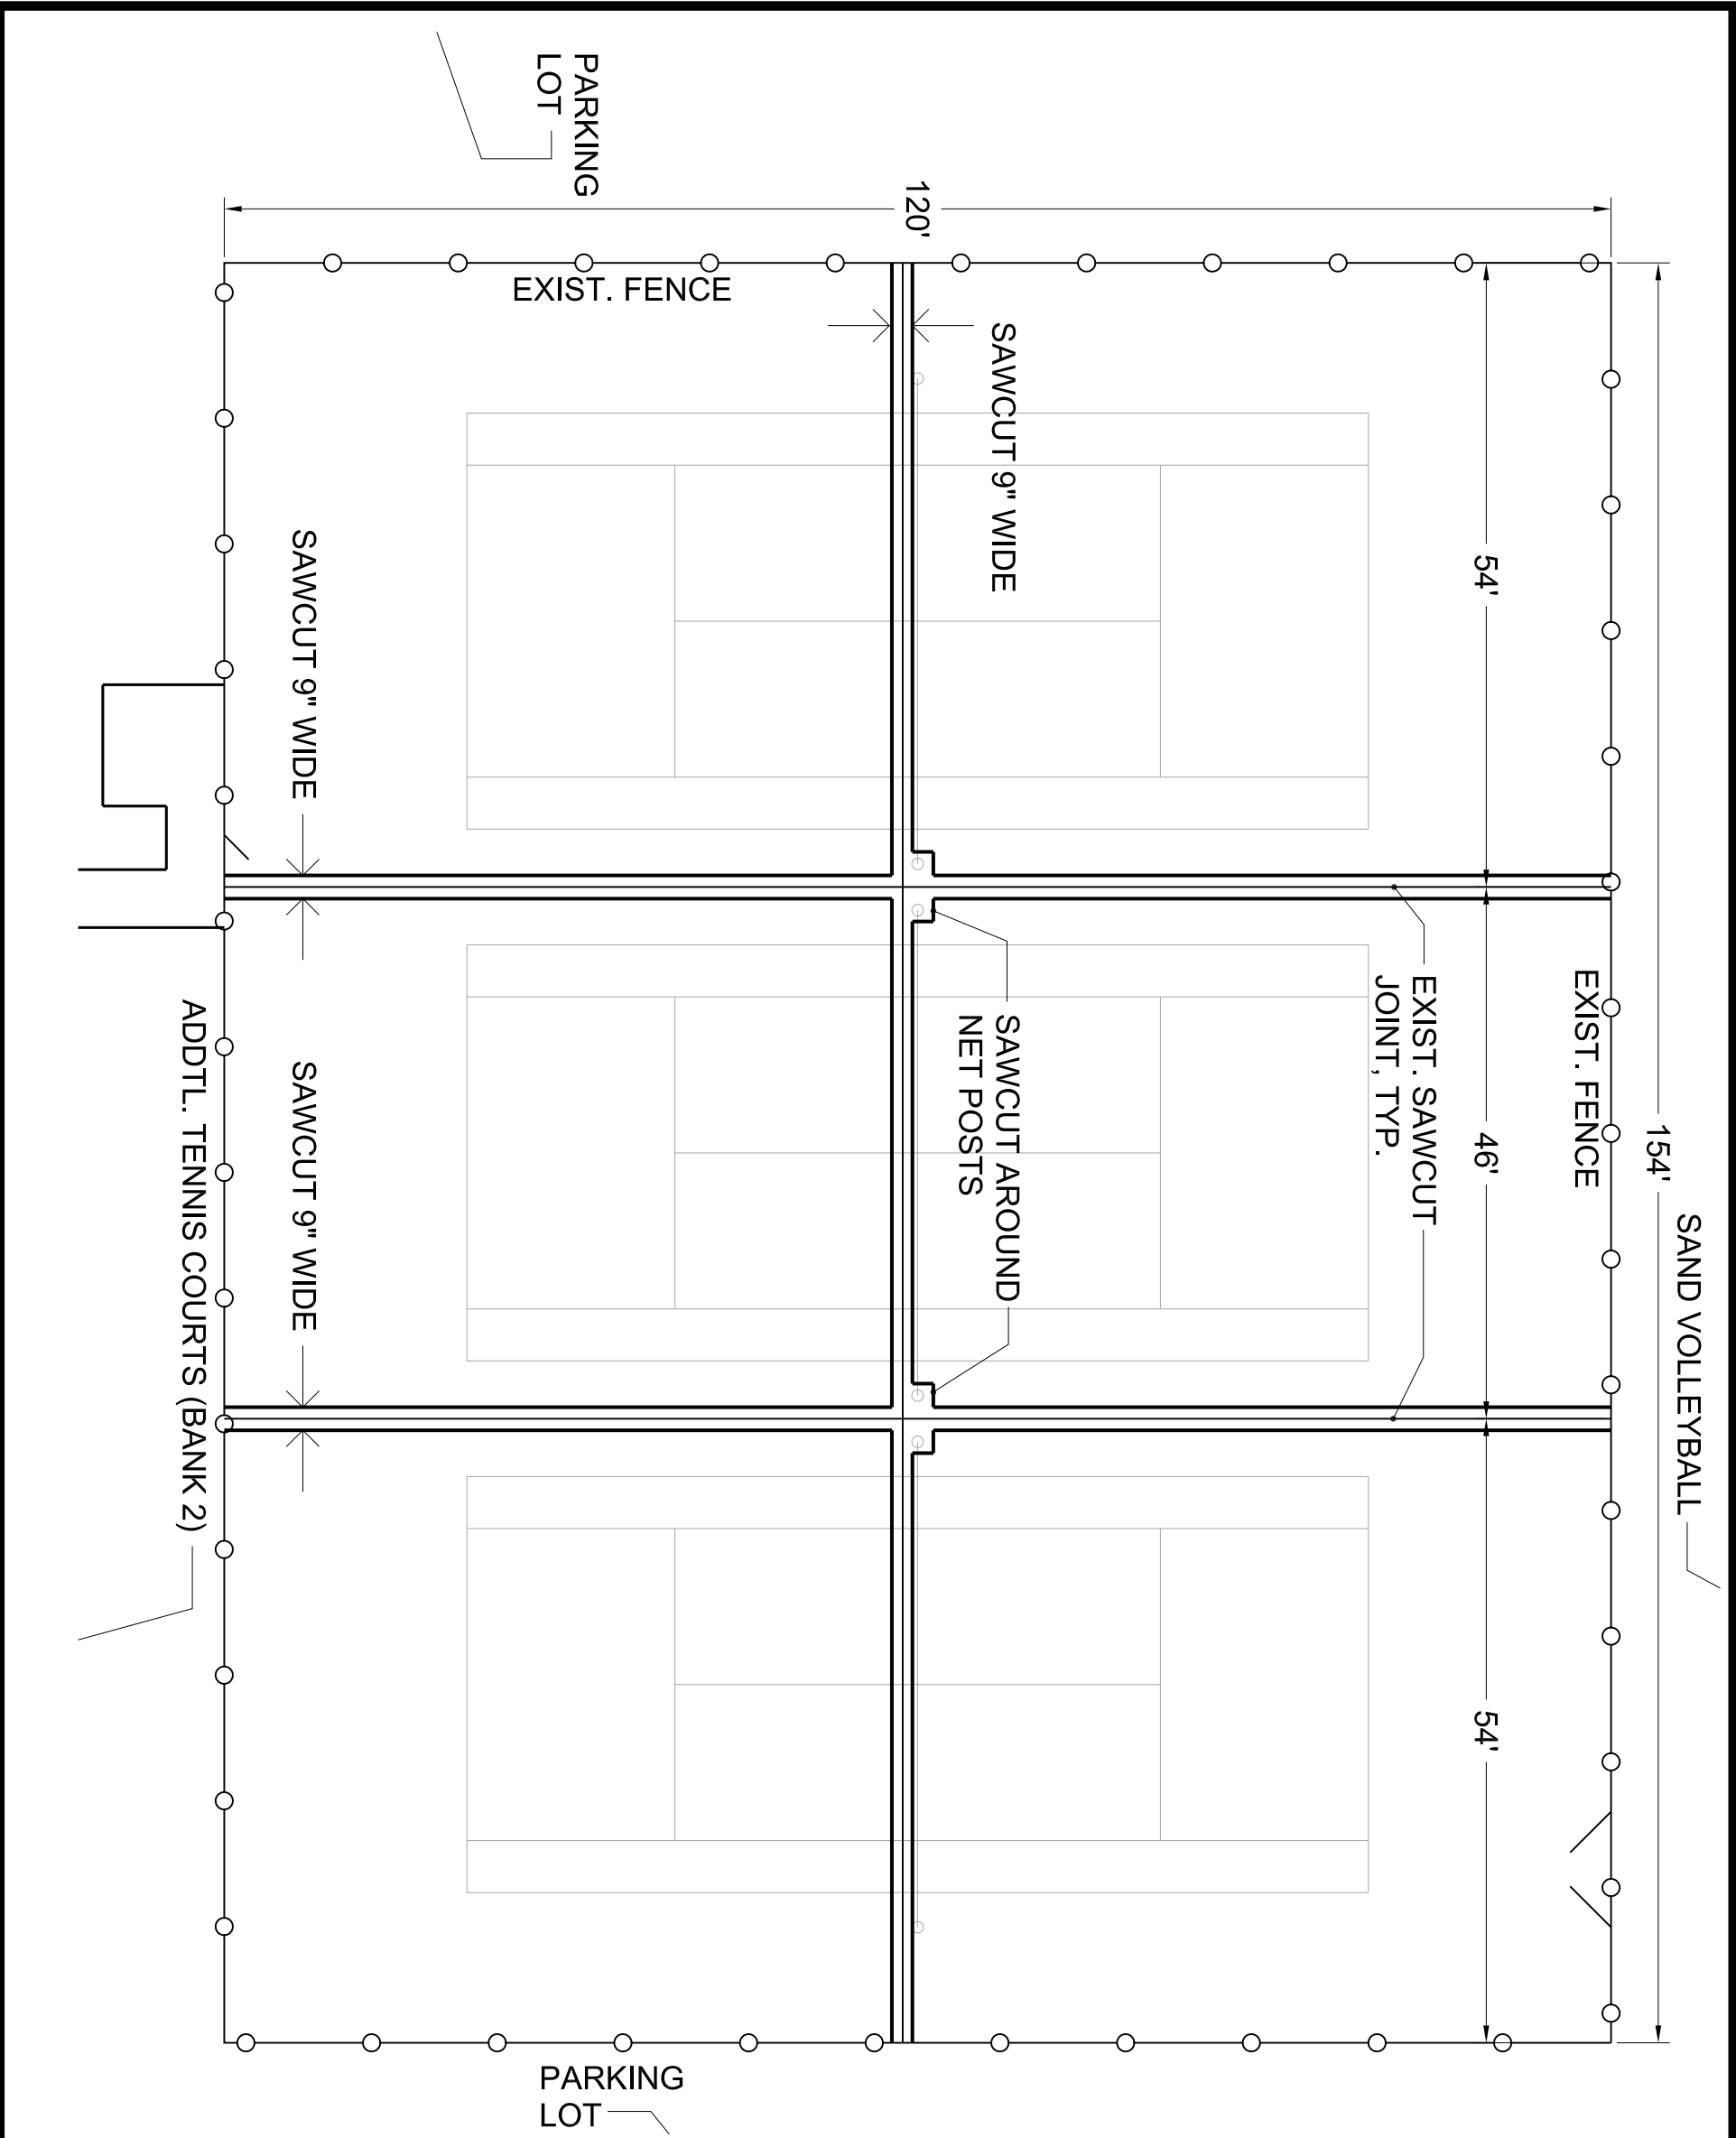 PARKING
LOT
120'
EXIST. FENCE
SAWCUT 9" WIDE
54'
SAWCUT 9" WIDE
EXIST. FENCE
EXIST. SAWCUT
JOINT, TYP.
SAWCUT AROUND
NET POSTS
46'
154'
SAND VOLLEYBALL
SAWCUT 9" WIDE
ADDTL. TENNIS COURTS (BANK 2)
54'
PARKING
LOT